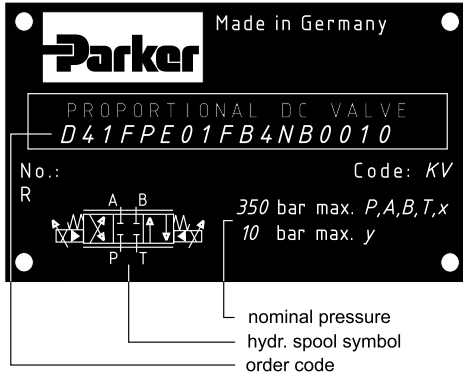 Made in Germany
Parker
PROPORTIONAL DC VALVE
D41FPE01FB4NB0010
No.:
Code: KV
R
A B
350 bar max. P,A,B,T,x
10 bar max. y
P T
nominal pressure
hydr. spool symbol
order code